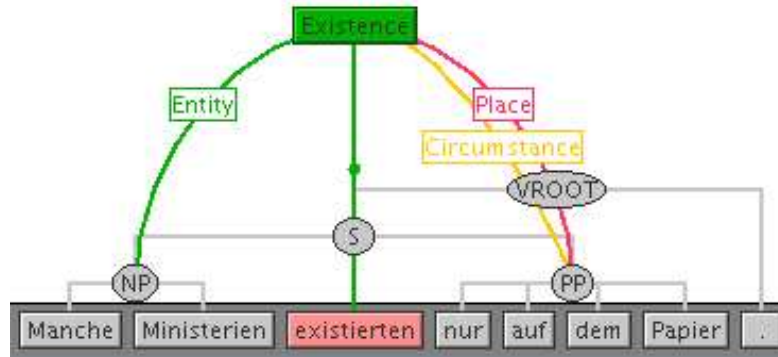 Existence
Entity Place
Circumstance
VROOT
S
NP PP
Manche Ministerien existierten nur auf dem Papier .